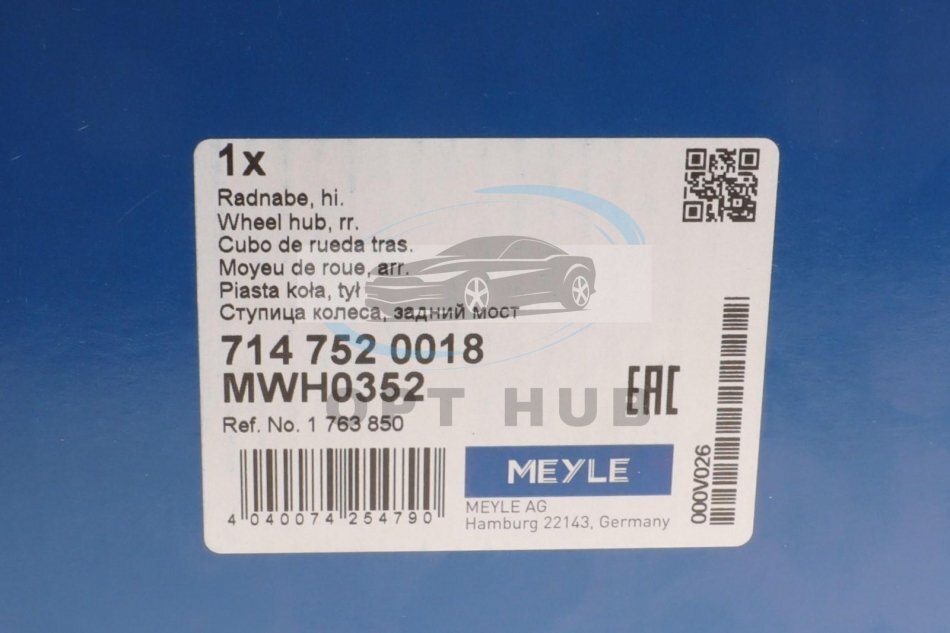 1x
Radnabe, hi.
Wheel hub, rr.
Cubo de rueda tras.
Moyeu de roue, arr.
Piasta koła, tył
Ступица колеса, задний мост
714 752 0018
MWH0352
OPT HUB
EAC
Ref. No. 1 763 850
4 040074 254790
MEYLE
MEYLE AG
Hamburg 22143, Germany
000V026